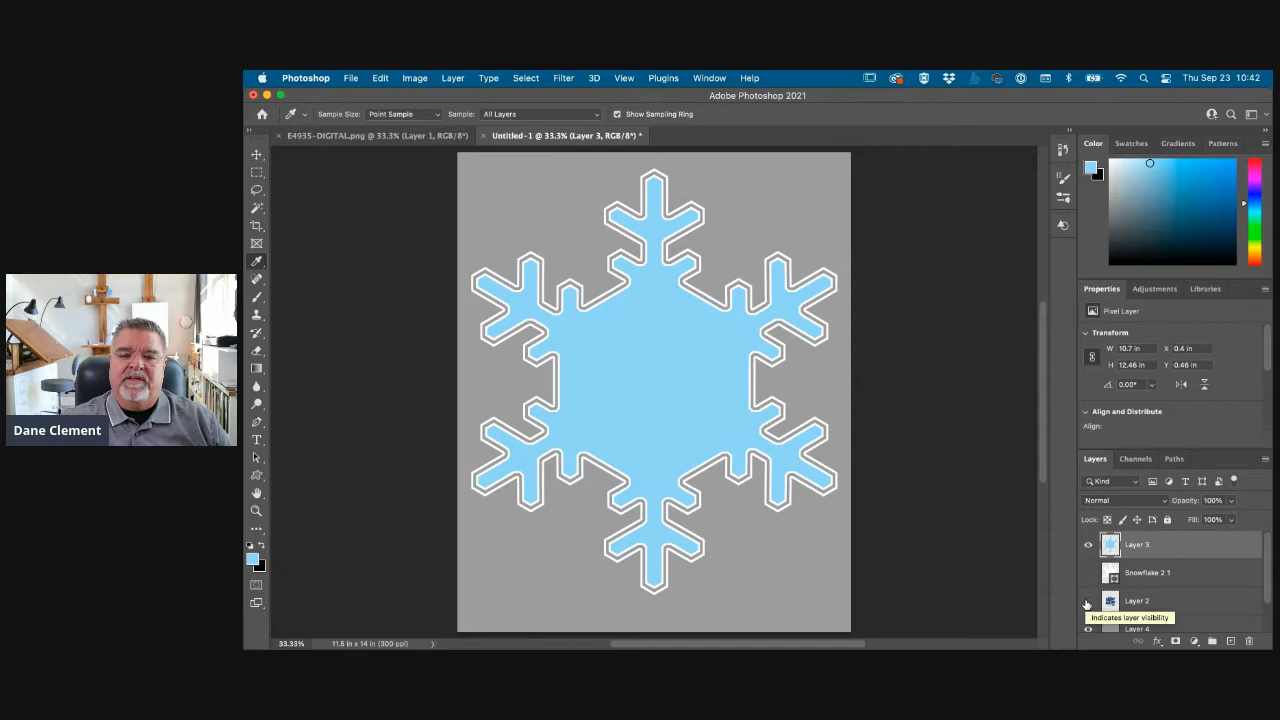 Photoshop File Edit Image Layer Type Select Filter 3D View Plugins Window Help Thu Sep 23 10:42
Adobe Photoshop 2021
Sample Size: Point Sample Sample: All Layers Show Sampling Ring
E4935-DIGITAL.png @ 33.3% (Layer 1, RGB/8*) Untitled-1 @ 33.3% (Layer 3, RGB/8*) *
Color Swatches Gradients Patterns
Properties Adjustments Libraries
Pixel Layer
Transform
W 10.7 in X 0.4 in
H 12.46 in Y 0.46 in
0.00°
Align and Distribute
Align:
Dane Clement
Layers Channels Paths
Kind
Normal Opacity: 100%
Lock: Fill: 100%
Layer 3
Snowflake 2 1
Layer 2
Indicates layer visibility
Layer 4
33.33% 11.5 in x 14 in (300 ppi)